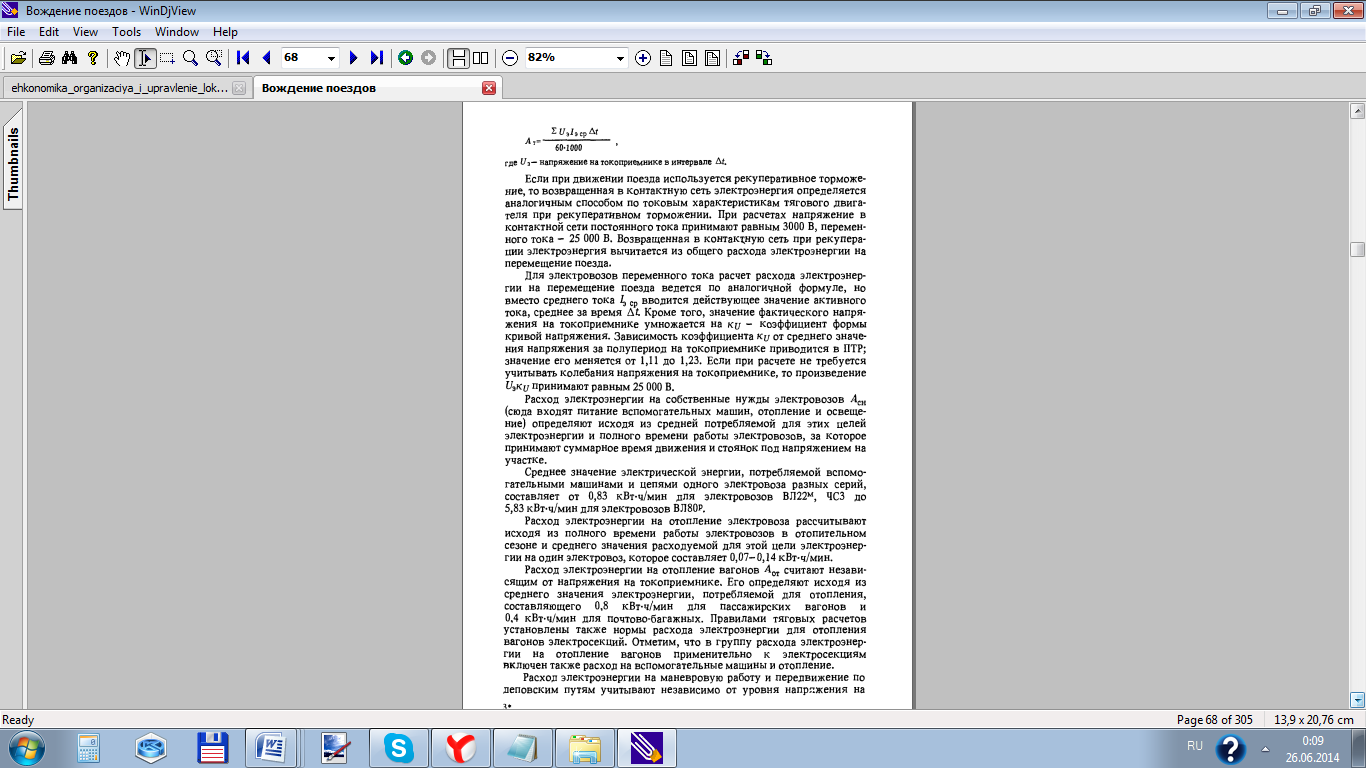 Вождение поездов - WinDjView
File Edit View Tools Window Help
68 82%
ehkonomika_organizaciya_i_upravlenie_lok... Вождение поездов
Thumbnails
Aт= Σ UэIэ ср Δt / 60·1000 ,
где Uэ – напряжение на токоприемнике в интервале Δt.
Если при движении поезда используется рекуперативное торможе-
ние, то возвращенная в контактную сеть электроэнергия определяется
аналогичным способом по токовым характеристикам тягового двига-
теля при рекуперативном торможении. При расчетах напряжение в
контактной сети постоянного тока принимают равным 3000 В, перемен-
ного тока – 25 000 В. Возвращенная в контактную сеть при рекупера-
ции электроэнергия вычитается из общего расхода электроэнергии на
перемещение поезда.
Для электровозов переменного тока расчет расхода электроэнер-
гии на перемещение поезда ведется по аналогичной формуле, но
вместо среднего тока Iэ ср вводится действующее значение активного
тока, среднее за время Δt. Кроме того, значение фактического напря-
жения на токоприемнике умножается на кU – коэффициент формы
кривой напряжения. Зависимость коэффициента кU от среднего значе-
ния напряжения за полупериод на токоприемнике приводится в ПТР;
значение его меняется от 1,11 до 1,23. Если при расчете не требуется
учитывать колебания напряжения на токоприемнике, то произведение
UэкU принимают равным 25 000 В.
Расход электроэнергии на собственные нужды электровозов Aсн
(сюда входят питание вспомогательных машин, отопление и освеще-
ние) определяют исходя из средней потребляемой для этих целей
электроэнергии и полного времени работы электровозов, за которое
принимают суммарное время движения и стоянок под напряжением на
участке.
Среднее значение электрической энергии, потребляемой вспомо-
гательными машинами и цепями одного электровоза разных серий,
составляет от 0,83 кВт·ч/мин для электровозов ВЛ22м, ЧС3 до
5,83 кВт·ч/мин для электровозов ВЛ80р.
Расход электроэнергии на отопление электровоза рассчитывают
исходя из полного времени работы электровозов в отопительном
сезоне и среднего значения расходуемой для этой цели электроэнер-
гии на один электровоз, которое составляет 0,07–0,14 кВт·ч/мин.
Расход электроэнергии на отопление вагонов Aот считают незави-
сящим от напряжения на токоприемнике. Его определяют исходя из
среднего значения электроэнергии, потребляемой для отопления,
составляющего 0,8 кВт·ч/мин для пассажирских вагонов и
0,4 кВт·ч/мин для почтово-багажных. Правилами тяговых расчетов
установлены также нормы расхода электроэнергии для отопления
вагонов электросекций. Отметим, что в группу расхода электроэнер-
гии на отопление вагонов применительно к электросекциям
включен также расход на вспомогательные машины и отопление.
Расход электроэнергии на маневровую работу и передвижение по
деповским путям учитывают независимо от уровня напряжения на
3*
Ready Page 68 of 305 13,9 x 20,76 cm
RU 0:09
26.06.2014